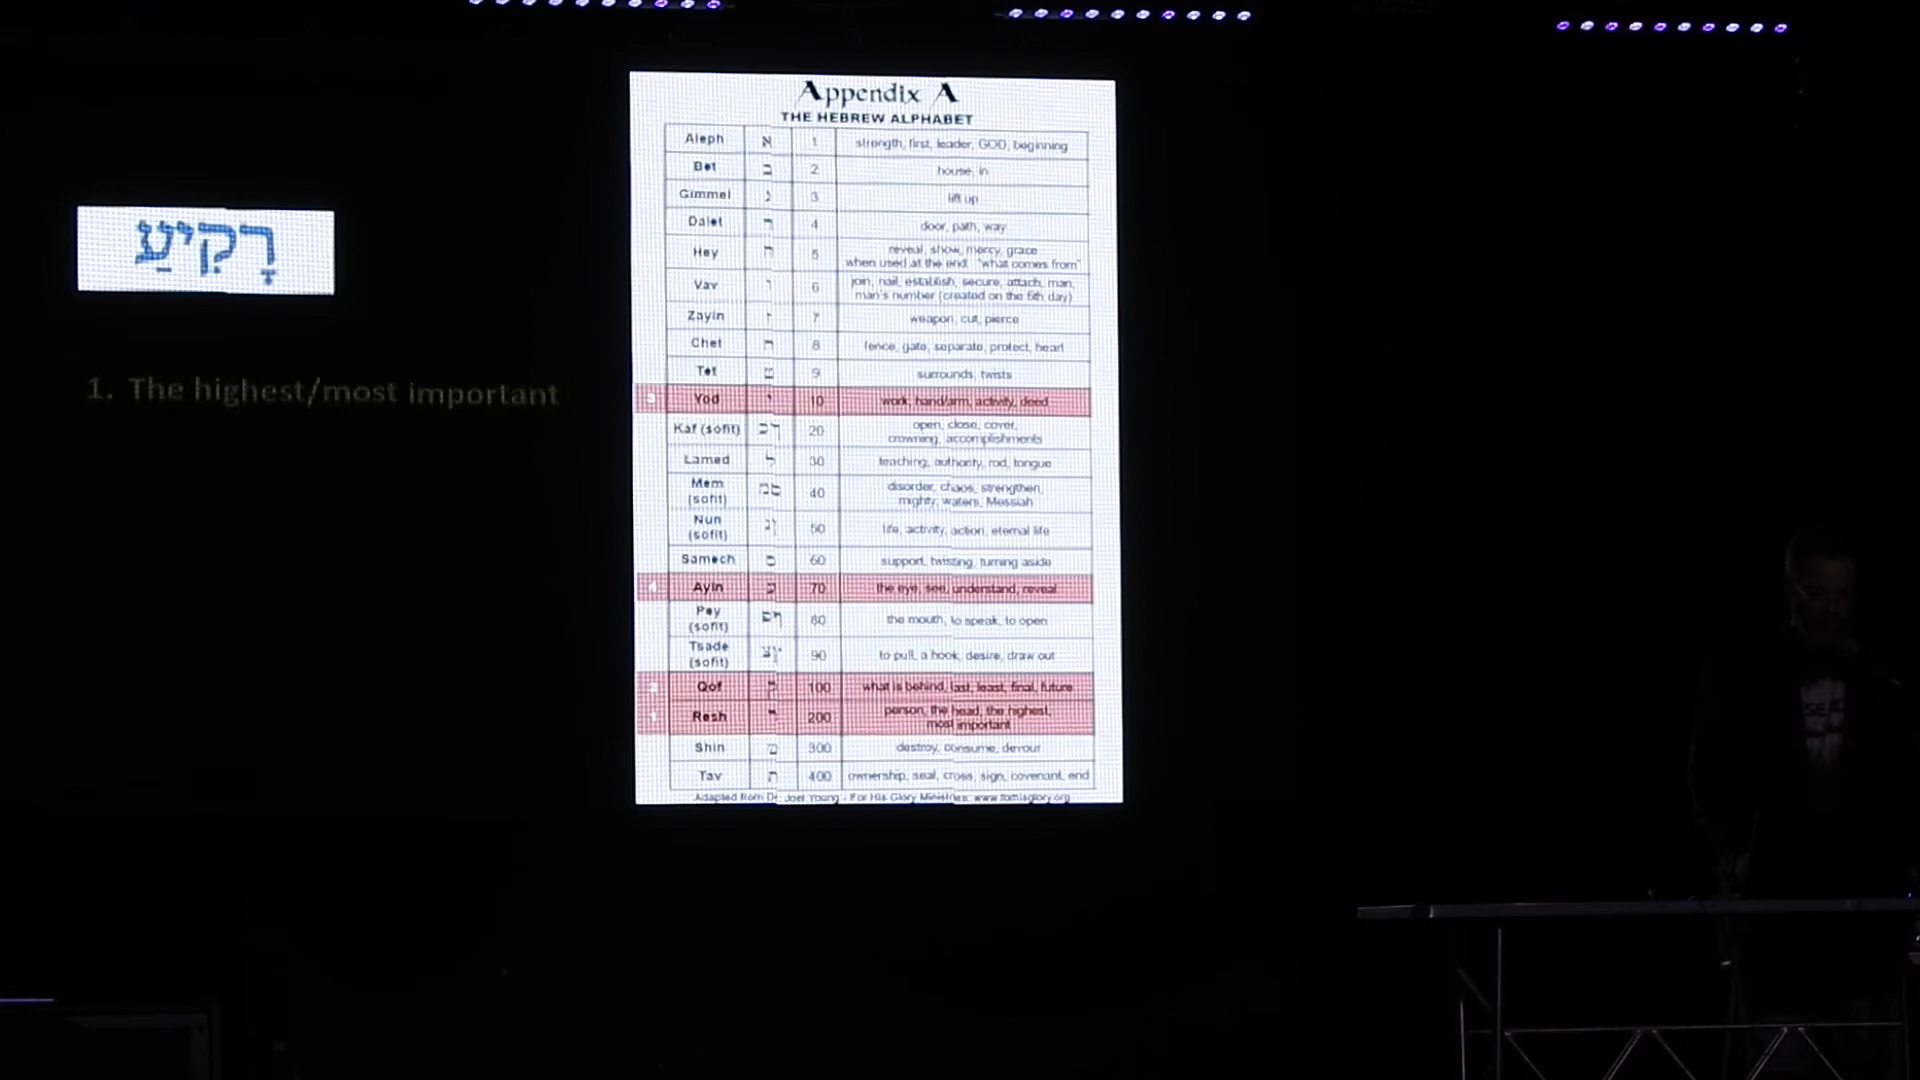 Appendix A
THE HEBREW ALPHABET
Aleph א 1 strength, first, leader, GOD, beginning
Bet ב 2 house, in
Gimmel נ 3 lift up
Dalet ד 4 door, path, way
Hey ה 5 reveal, show, mercy, grace
when used at the end, "what comes from"
Vav ו 6 join, nail, establish, secure, attach, man,
man's number (created on the 6th day)
Zayin ז 7 weapon, cut, pierce
Chet ח 8 fence, gate, separate, protect, heart
Tet ט 9 surrounds, twists
Yod י 10 work, hand/arm, activity, deed
Kaf (sofit) 20 open, close, cover,
crowning, accomplishments
Lamed ל 30 teaching, authority, rod, tongue
Mem
(sofit) 40 disorder, chaos, strengthen,
mighty, waters, Messiah
Nun
(sofit) 50 life, activity, action, eternal life
Samech ס 60 support, twisting, turning aside
Ayin 70 the eye, see, understand, reveal
Pey
(sofit) 80 the mouth, to speak, to open
Tsade
(sofit) 90 to pull, a hook, desire, draw out
Qof ק 100 what is behind, last, least, final, future
Resh ר 200 person, the head, the highest,
most important
Shin 300 destroy, consume, devour
Tav ת 400 ownership, seal, cross, sign, covenant, end
Adapted from Dr. Joel Young - For His Glory Ministries:
רָקִיעַ
1. The highest/most important